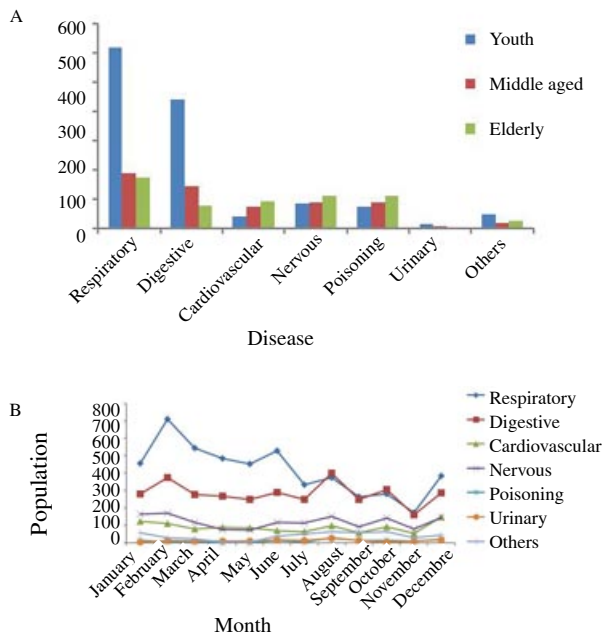 A
600
500
400
300
200
100
0
Respiratory
Digestive
Cardiovascular
Nervous
Poisoning
Urinary
Others
Disease
Youth
Middle aged
Elderly
B
800
700
600
500
400
300
200
100
0
Population
January
February
March
April
May
June
July
August
September
October
November
Decembre
Month
Respiratory
Digestive
Cardiovascular
Nervous
Poisoning
Urinary
Others